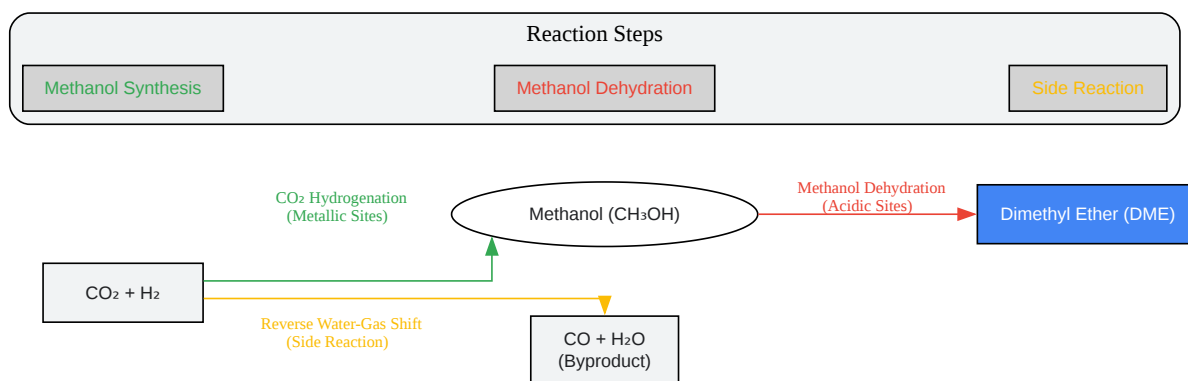 Reaction Steps
Methanol Synthesis
Methanol Dehydration
Side Reaction
CO₂ Hydrogenation
(Metallic Sites)
Methanol (CH₃OH)
Methanol Dehydration
(Acidic Sites)
Dimethyl Ether (DME)
CO₂ + H₂
Reverse Water-Gas Shift
(Side Reaction)
CO + H₂O
(Byproduct)